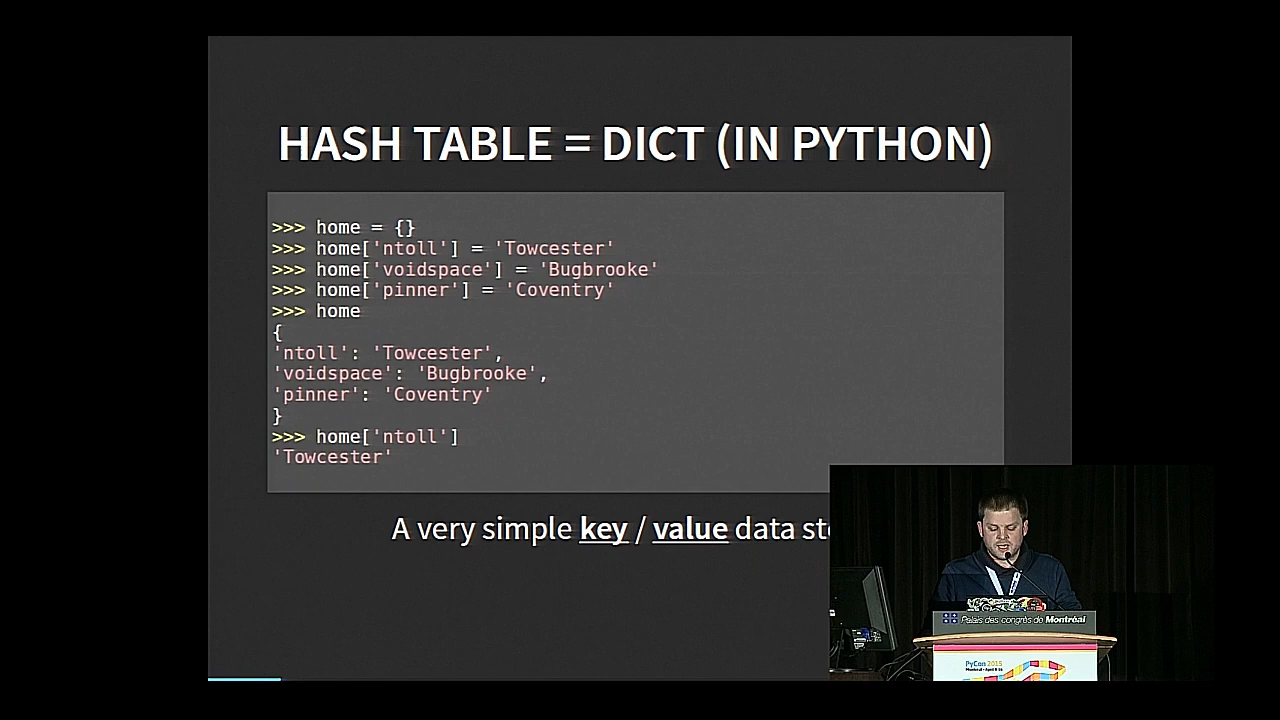 HASH TABLE = DICT (IN PYTHON)
>>> home = {}
>>> home['ntoll'] = 'Towcester'
>>> home['voidspace'] = 'Bugbrooke'
>>> home['pinner'] = 'Coventry'
>>> home
{
'ntoll': 'Towcester',
'voidspace': 'Bugbrooke',
'pinner': 'Coventry'
}
>>> home['ntoll']
'Towcester'
A very simple key / value data sto
Palais des congrès de Montréal
PyCon 2015